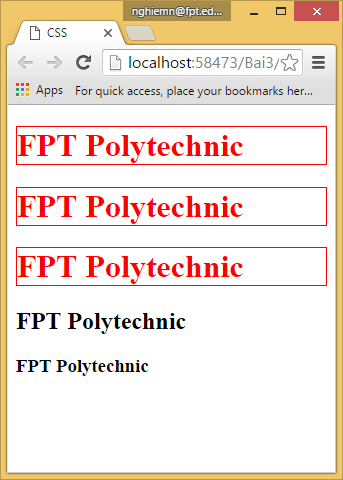 nghiemn@fpt.ed...
CSS
localhost:58473/Bai3/
Apps For quick access, place your bookmarks her...
FPT Polytechnic
FPT Polytechnic
FPT Polytechnic
FPT Polytechnic
FPT Polytechnic